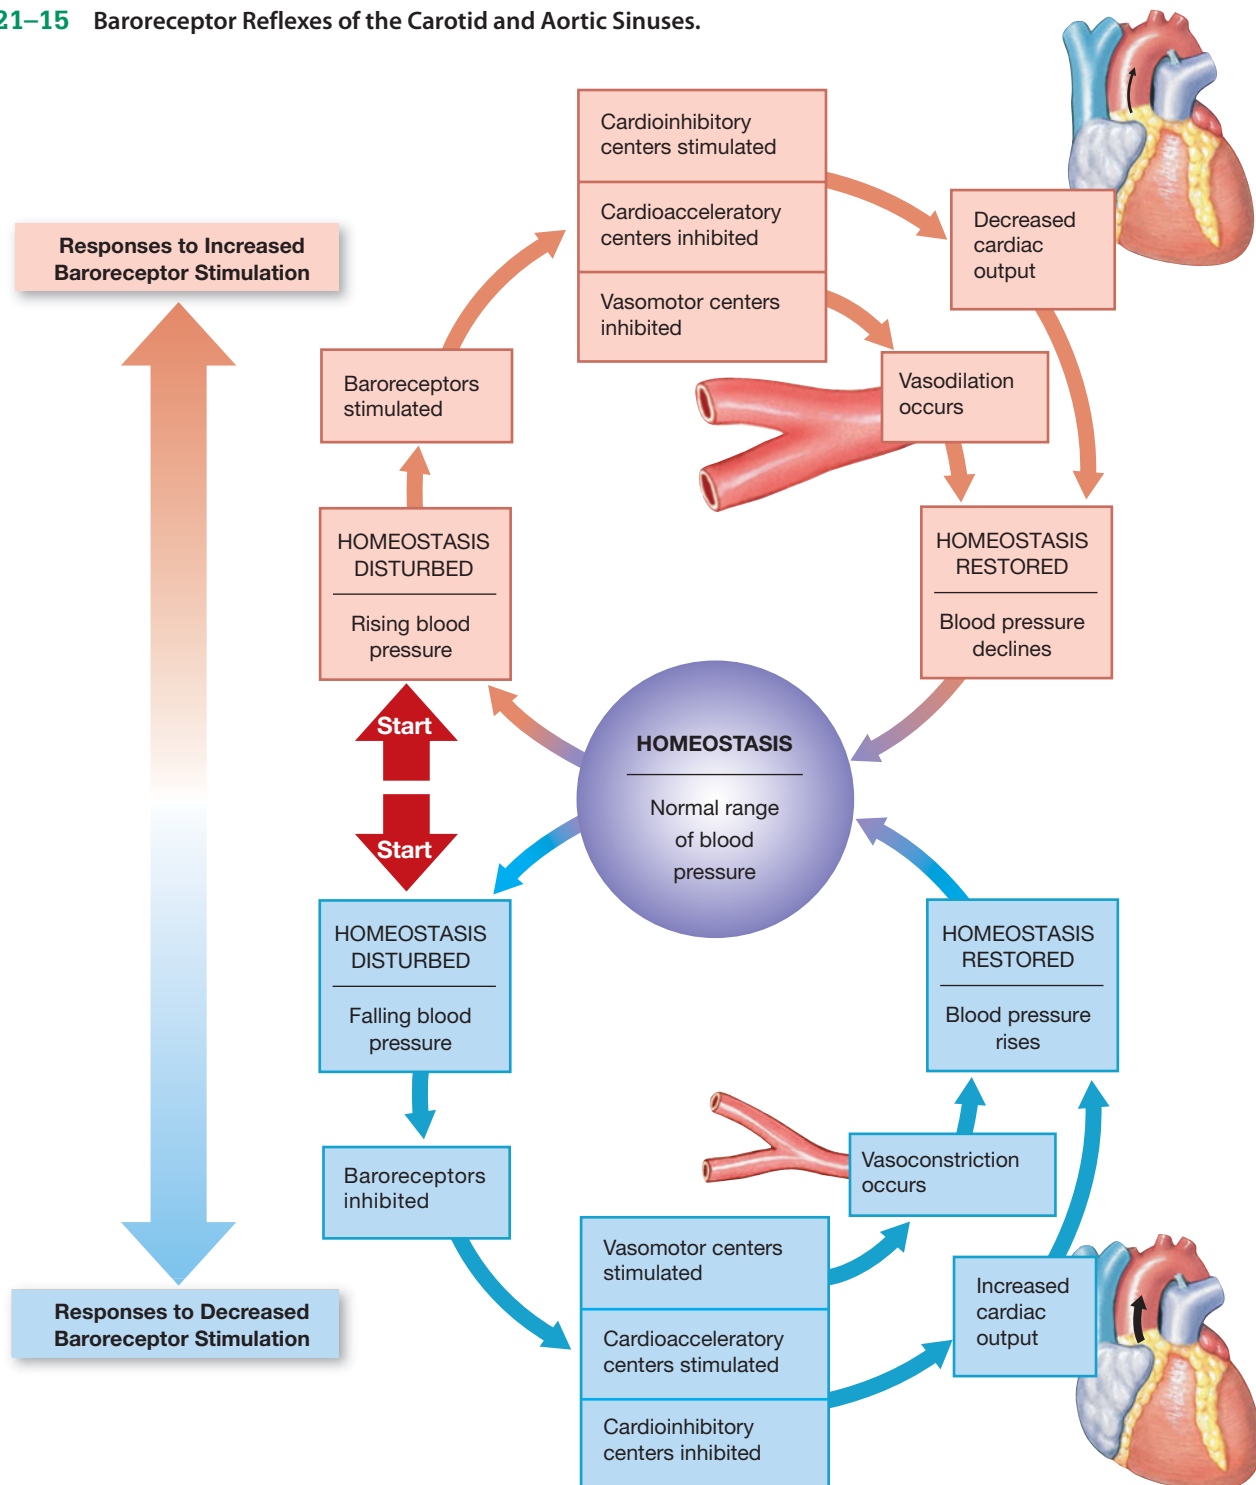 21–15 Baroreceptor Reflexes of the Carotid and Aortic Sinuses.
Cardioinhibitory
centers stimulated
Cardioacceleratory
centers inhibited
Vasomotor centers
inhibited
Decreased
cardiac
output
Responses to Increased
Baroreceptor Stimulation
Baroreceptors
stimulated
Vasodilation
occurs
HOMEOSTASIS
DISTURBED
Rising blood
pressure
HOMEOSTASIS
RESTORED
Blood pressure
declines
Start
HOMEOSTASIS
Normal range
of blood
pressure
Start
HOMEOSTASIS
DISTURBED
Falling blood
pressure
HOMEOSTASIS
RESTORED
Blood pressure
rises
Baroreceptors
inhibited
Vasoconstriction
occurs
Vasomotor centers
stimulated
Cardioacceleratory
centers stimulated
Cardioinhibitory
centers inhibited
Increased
cardiac
output
Responses to Decreased
Baroreceptor Stimulation